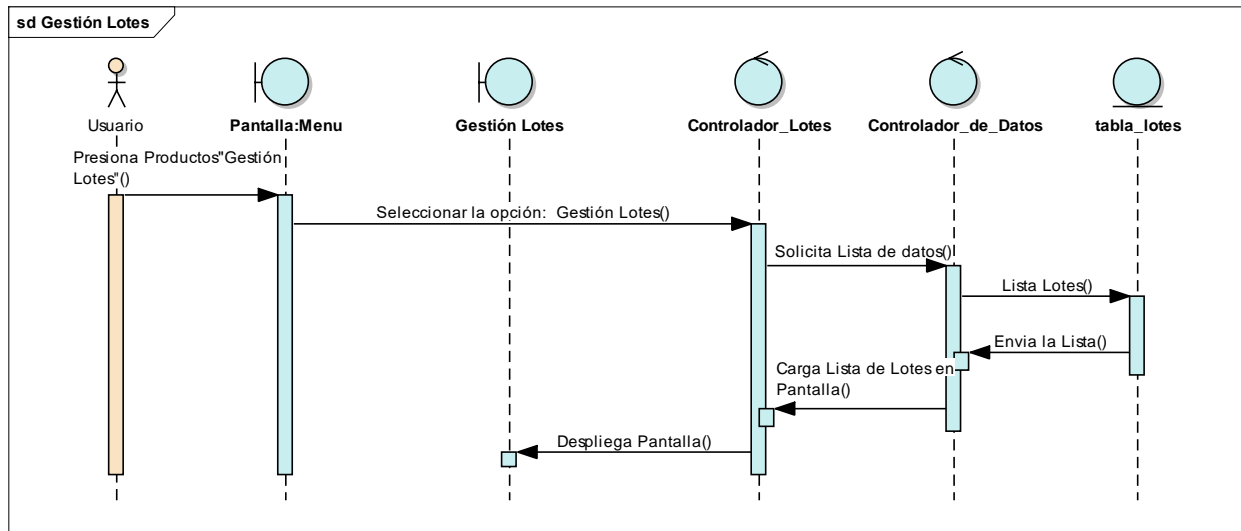 sd Gestión Lotes
Usuario
Pantalla:Menu
Gestión Lotes
Controlador_Lotes
Controlador_de_Datos
tabla_lotes
Presiona Productos"Gestión
Lotes"()
Seleccionar la opción:  Gestión Lotes()
Solicita Lista de datos()
Lista Lotes()
Envia la Lista()
Carga Lista de Lotes en
Pantalla()
Despliega Pantalla()